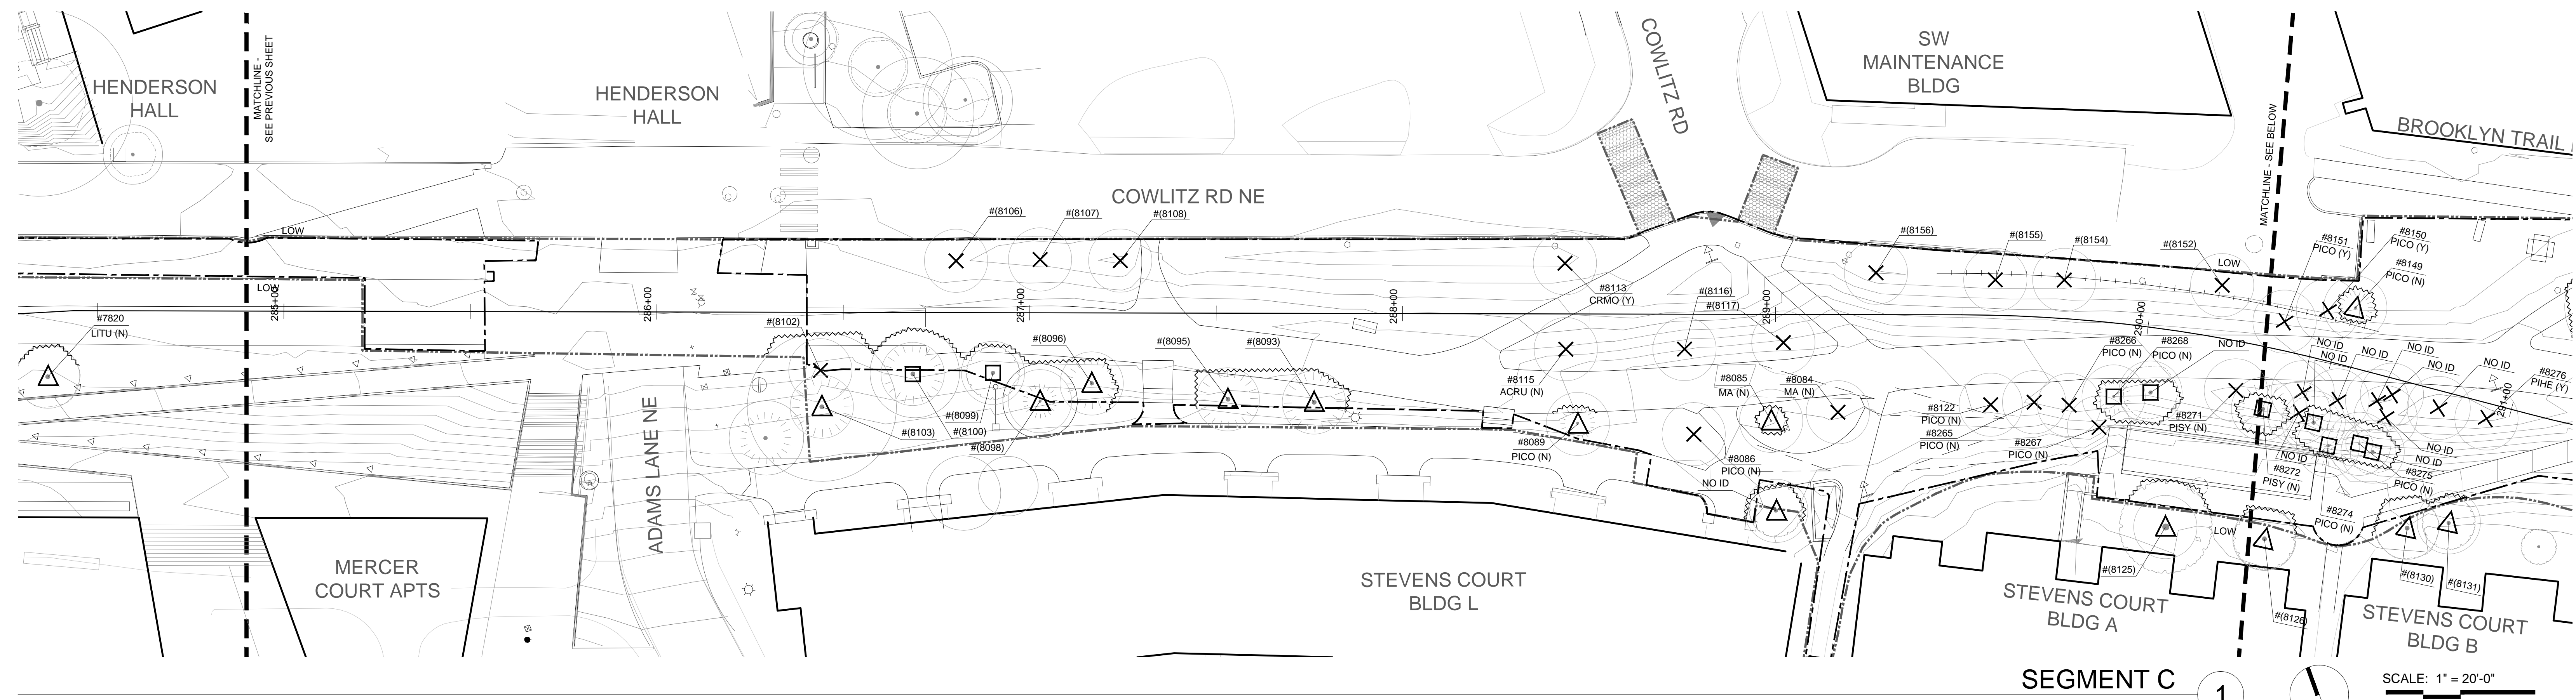 HENDERSON
HALL
MATCHLINE -
SEE PREVIOUS SHEET
HENDERSON
HALL
COWLITZ RD
SW
MAINTENANCE
BLDG
MATCHLINE - SEE BELOW
BROOKLYN TRAIL
COWLITZ RD NE
LOW
#(8106)
#(8107)
#(8108)
#(8156)
#(8155)
#(8154)
#(8152)
LOW
#8151
PICO (Y)
#8150
PICO (Y)
#8149
PICO (N)
LOW
285+00
286+00
287+00
288+00
289+00
290+00
291+00
#7820
LITU (N)
#(8102)
#(8096)
#(8095)
#(8093)
#8113
CRMO (Y)
#(8116)
#(8117)
#8115
ACRU (N)
#8085
MA (N)
#8084
MA (N)
#8266
PICO (N)
#8268
PICO (N)
NO ID
NO ID
NO ID
NO ID
NO ID
NO ID
NO ID
#8276
PIHE (Y)
#8122
PICO (N)
#8265
PICO (N)
#8267
PICO (N)
#8271
PISY (N)
#(8103)
#(8099)
#(8100)
#(8098)
#8089
PICO (N)
#8086
PICO (N)
NO ID
NO ID
#8272
PISY (N)
NO ID
NO ID
#8275
PICO (N)
#8274
PICO (N)
LOW
#(8125)
#(8126)
#(8130)
#(8131)
ADAMS LANE NE
MERCER
COURT APTS
STEVENS COURT
BLDG L
STEVENS COURT
BLDG A
STEVENS COURT
BLDG B
SEGMENT C
1
SCALE: 1" = 20'-0"